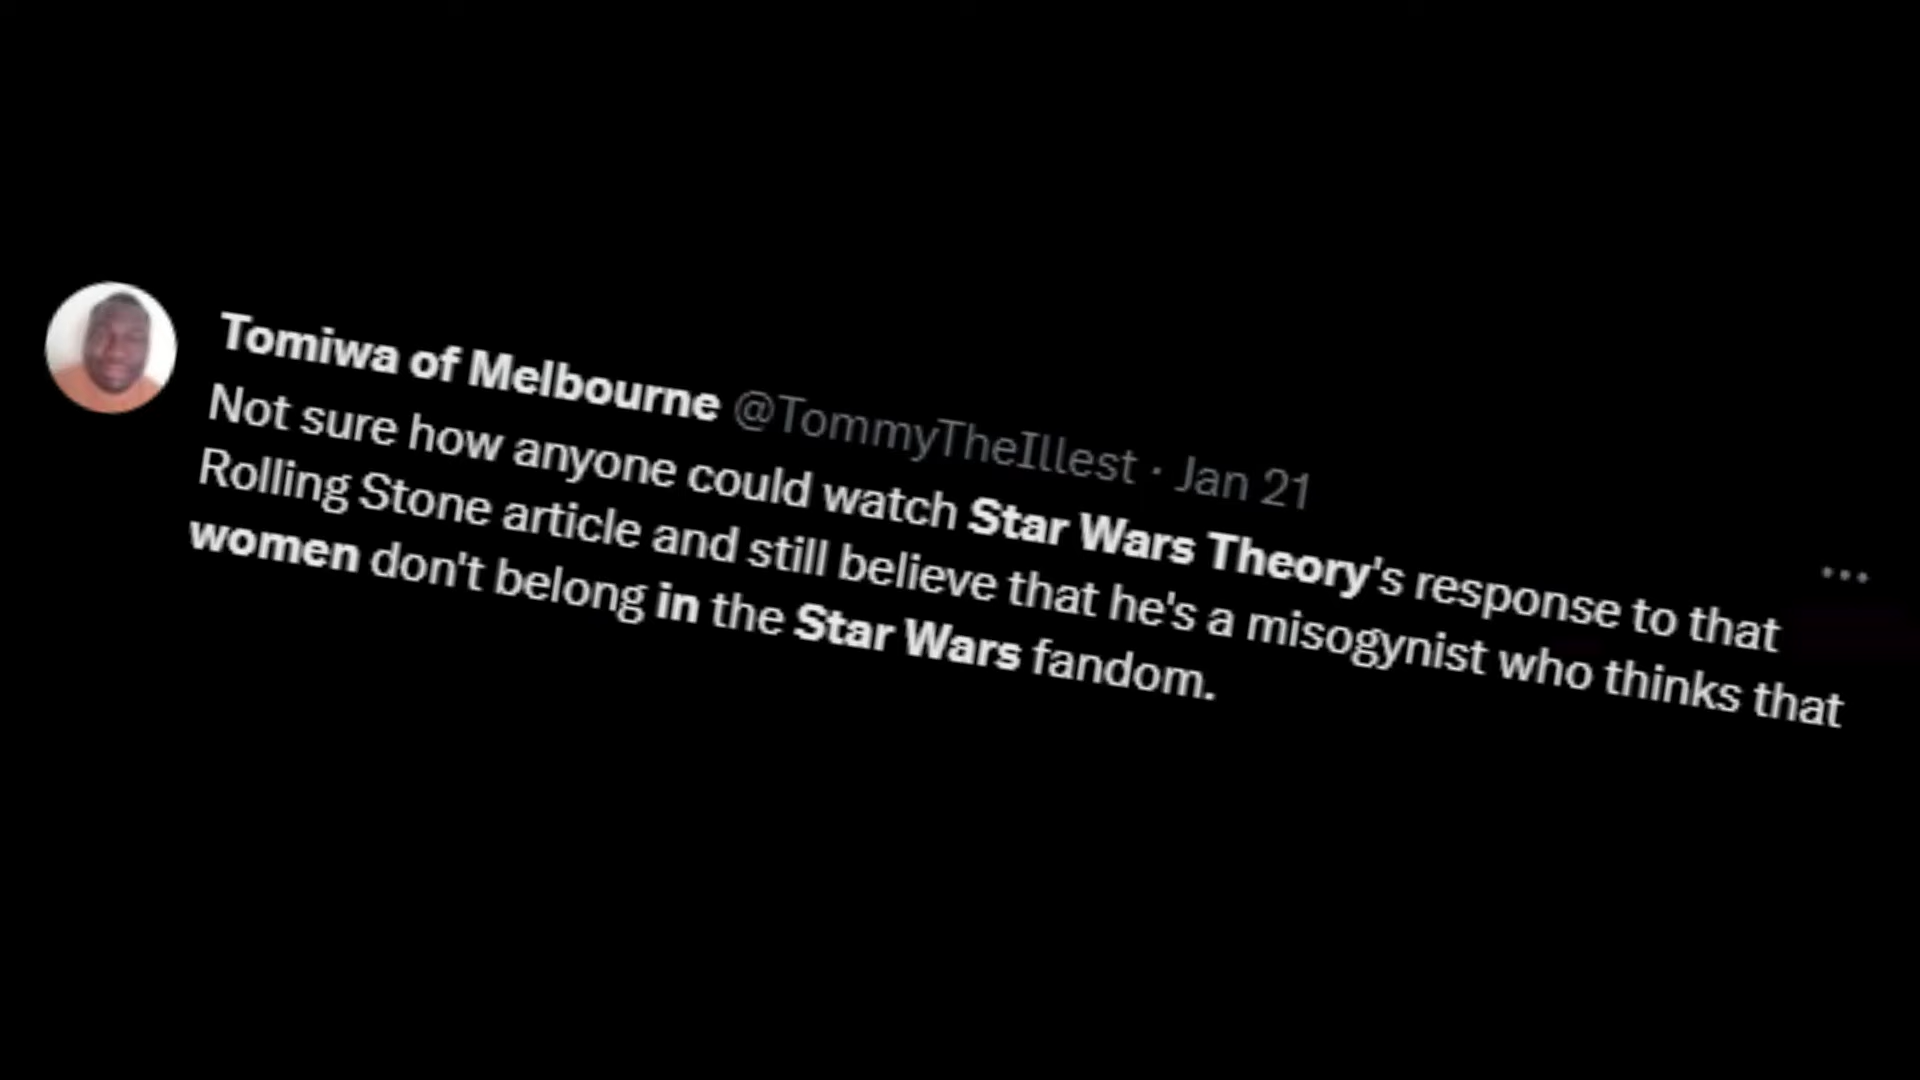 Tomiwa of Melbourne @TommyTheIllest · Jan 21
Not sure how anyone could watch Star Wars Theory's response to that
Rolling Stone article and still believe that he's a misogynist who thinks that
women don't belong in the Star Wars fandom.